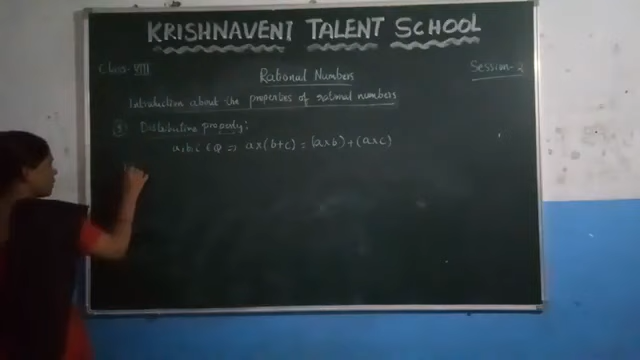 KRISHNAVENI TALENT SCHOOL
Class-VIII
Session-2
Rational Numbers
Introduction about the properties of rational numbers
Distributive property:
a,b,c ∈ Q ⇒ a×(b+c) = (a×b)+(a×c)